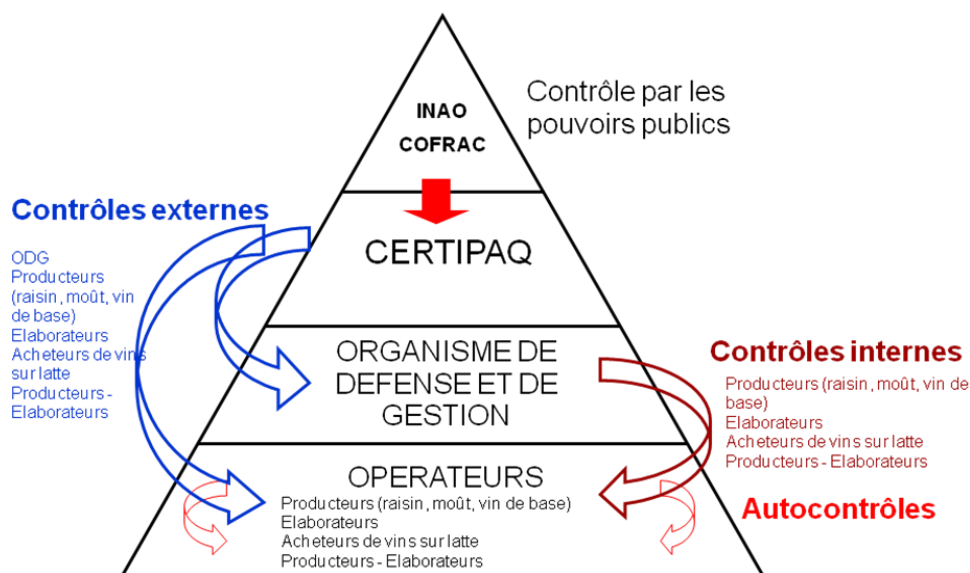 INAO
COFRAC
Contrôle par les
pouvoirs publics
Contrôles externes
ODG
Producteurs
(raisin, moût, vin
de base)
Elaborateurs
Acheteurs de vins
sur latte
Producteurs -
Elaborateurs
CERTIPAQ
ORGANISME DE
DEFENSE ET DE
GESTION
Contrôles internes
Producteurs (raisin, moût, vin de
base)
Elaborateurs
Acheteurs de vins sur latte
Producteurs - Elaborateurs
OPERATEURS
Producteurs (raisin, moût, vin de base)
Elaborateurs
Acheteurs de vins sur latte
Producteurs - Elaborateurs
Autocontrôles